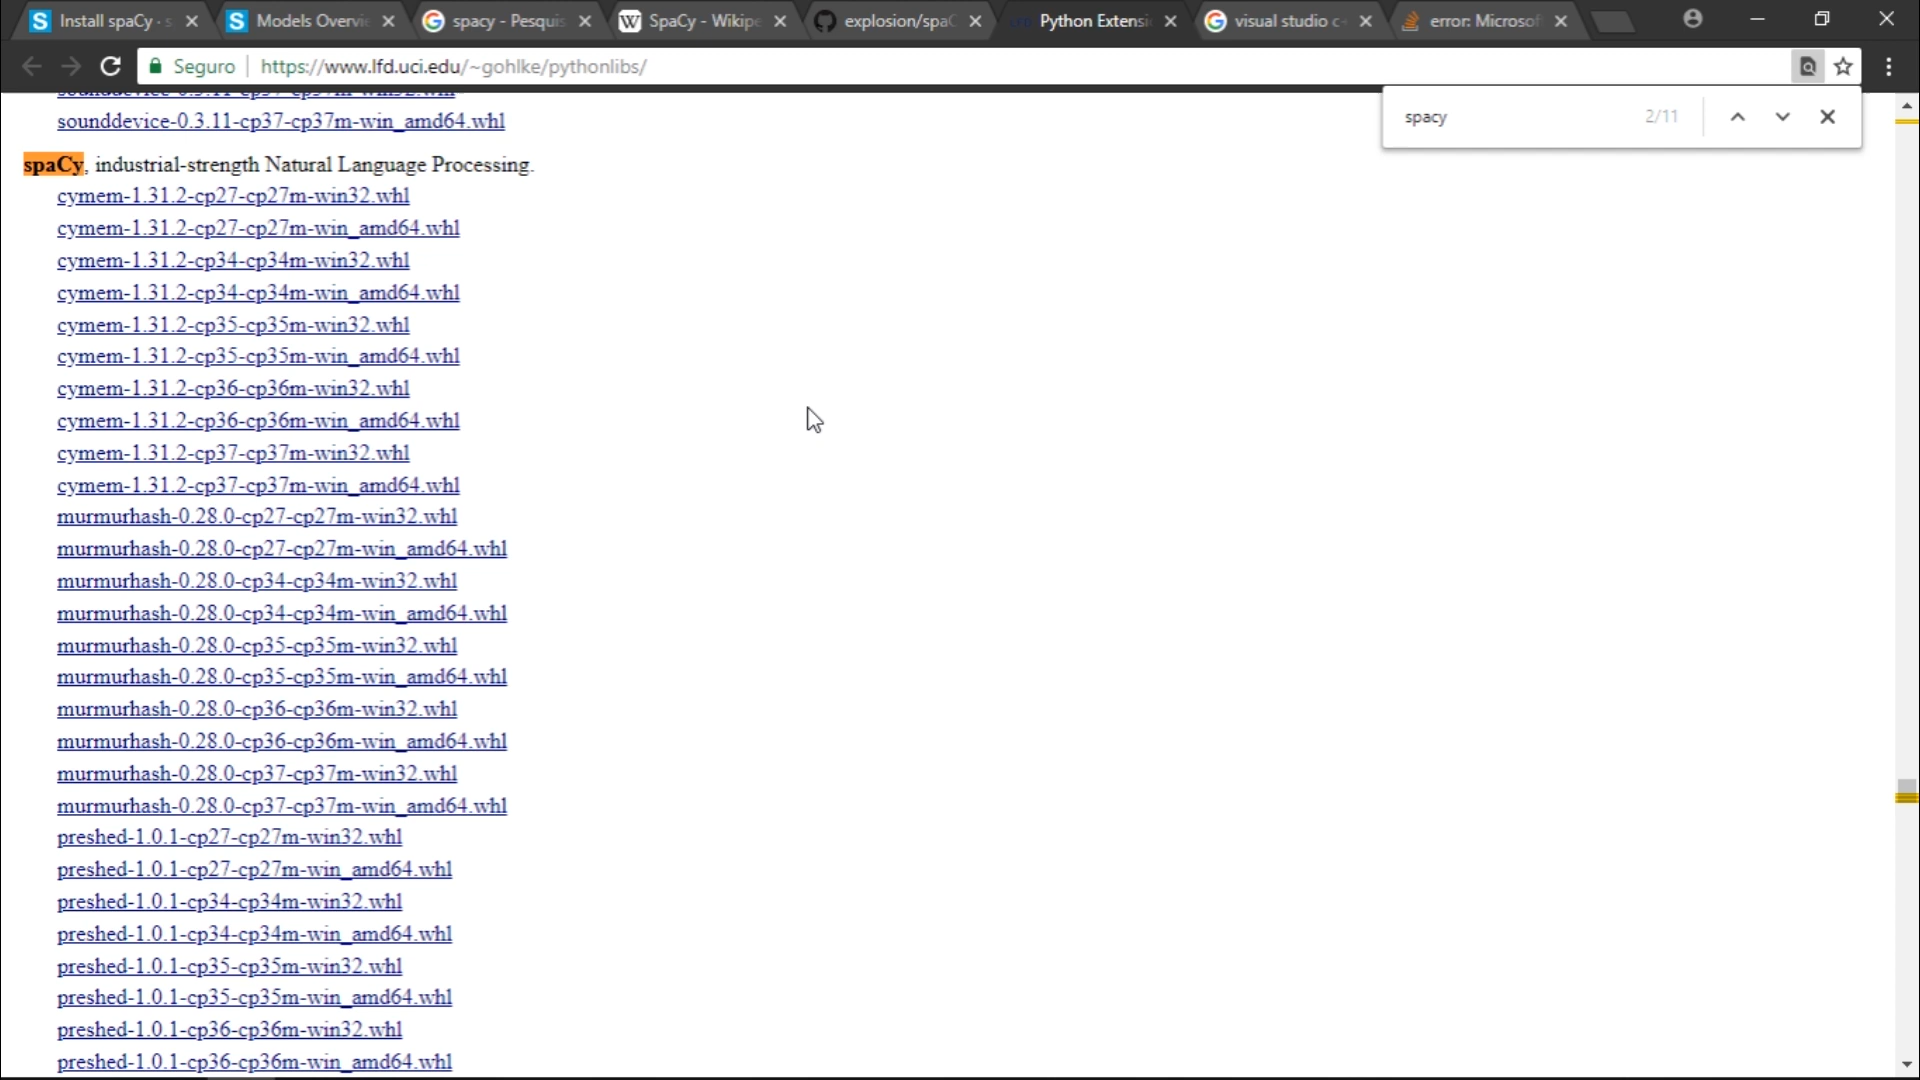 Install spaCy · s
Models Overvie
spacy - Pesquis
SpaCy - Wikipe
explosion/spaC
Python Extensi
visual studio c
error: Microsof
Seguro
https://www.lfd.uci.edu/~gohlke/pythonlibs/
spacy
2/11
sounddevice-0.3.11-cp37-cp37m-win32.whl
sounddevice-0.3.11-cp37-cp37m-win_amd64.whl
spaCy, industrial-strength Natural Language Processing.
cymem-1.31.2-cp27-cp27m-win32.whl
cymem-1.31.2-cp27-cp27m-win_amd64.whl
cymem-1.31.2-cp34-cp34m-win32.whl
cymem-1.31.2-cp34-cp34m-win_amd64.whl
cymem-1.31.2-cp35-cp35m-win32.whl
cymem-1.31.2-cp35-cp35m-win_amd64.whl
cymem-1.31.2-cp36-cp36m-win32.whl
cymem-1.31.2-cp36-cp36m-win_amd64.whl
cymem-1.31.2-cp37-cp37m-win32.whl
cymem-1.31.2-cp37-cp37m-win_amd64.whl
murmurhash-0.28.0-cp27-cp27m-win32.whl
murmurhash-0.28.0-cp27-cp27m-win_amd64.whl
murmurhash-0.28.0-cp34-cp34m-win32.whl
murmurhash-0.28.0-cp34-cp34m-win_amd64.whl
murmurhash-0.28.0-cp35-cp35m-win32.whl
murmurhash-0.28.0-cp35-cp35m-win_amd64.whl
murmurhash-0.28.0-cp36-cp36m-win32.whl
murmurhash-0.28.0-cp36-cp36m-win_amd64.whl
murmurhash-0.28.0-cp37-cp37m-win32.whl
murmurhash-0.28.0-cp37-cp37m-win_amd64.whl
preshed-1.0.1-cp27-cp27m-win32.whl
preshed-1.0.1-cp27-cp27m-win_amd64.whl
preshed-1.0.1-cp34-cp34m-win32.whl
preshed-1.0.1-cp34-cp34m-win_amd64.whl
preshed-1.0.1-cp35-cp35m-win32.whl
preshed-1.0.1-cp35-cp35m-win_amd64.whl
preshed-1.0.1-cp36-cp36m-win32.whl
preshed-1.0.1-cp36-cp36m-win_amd64.whl